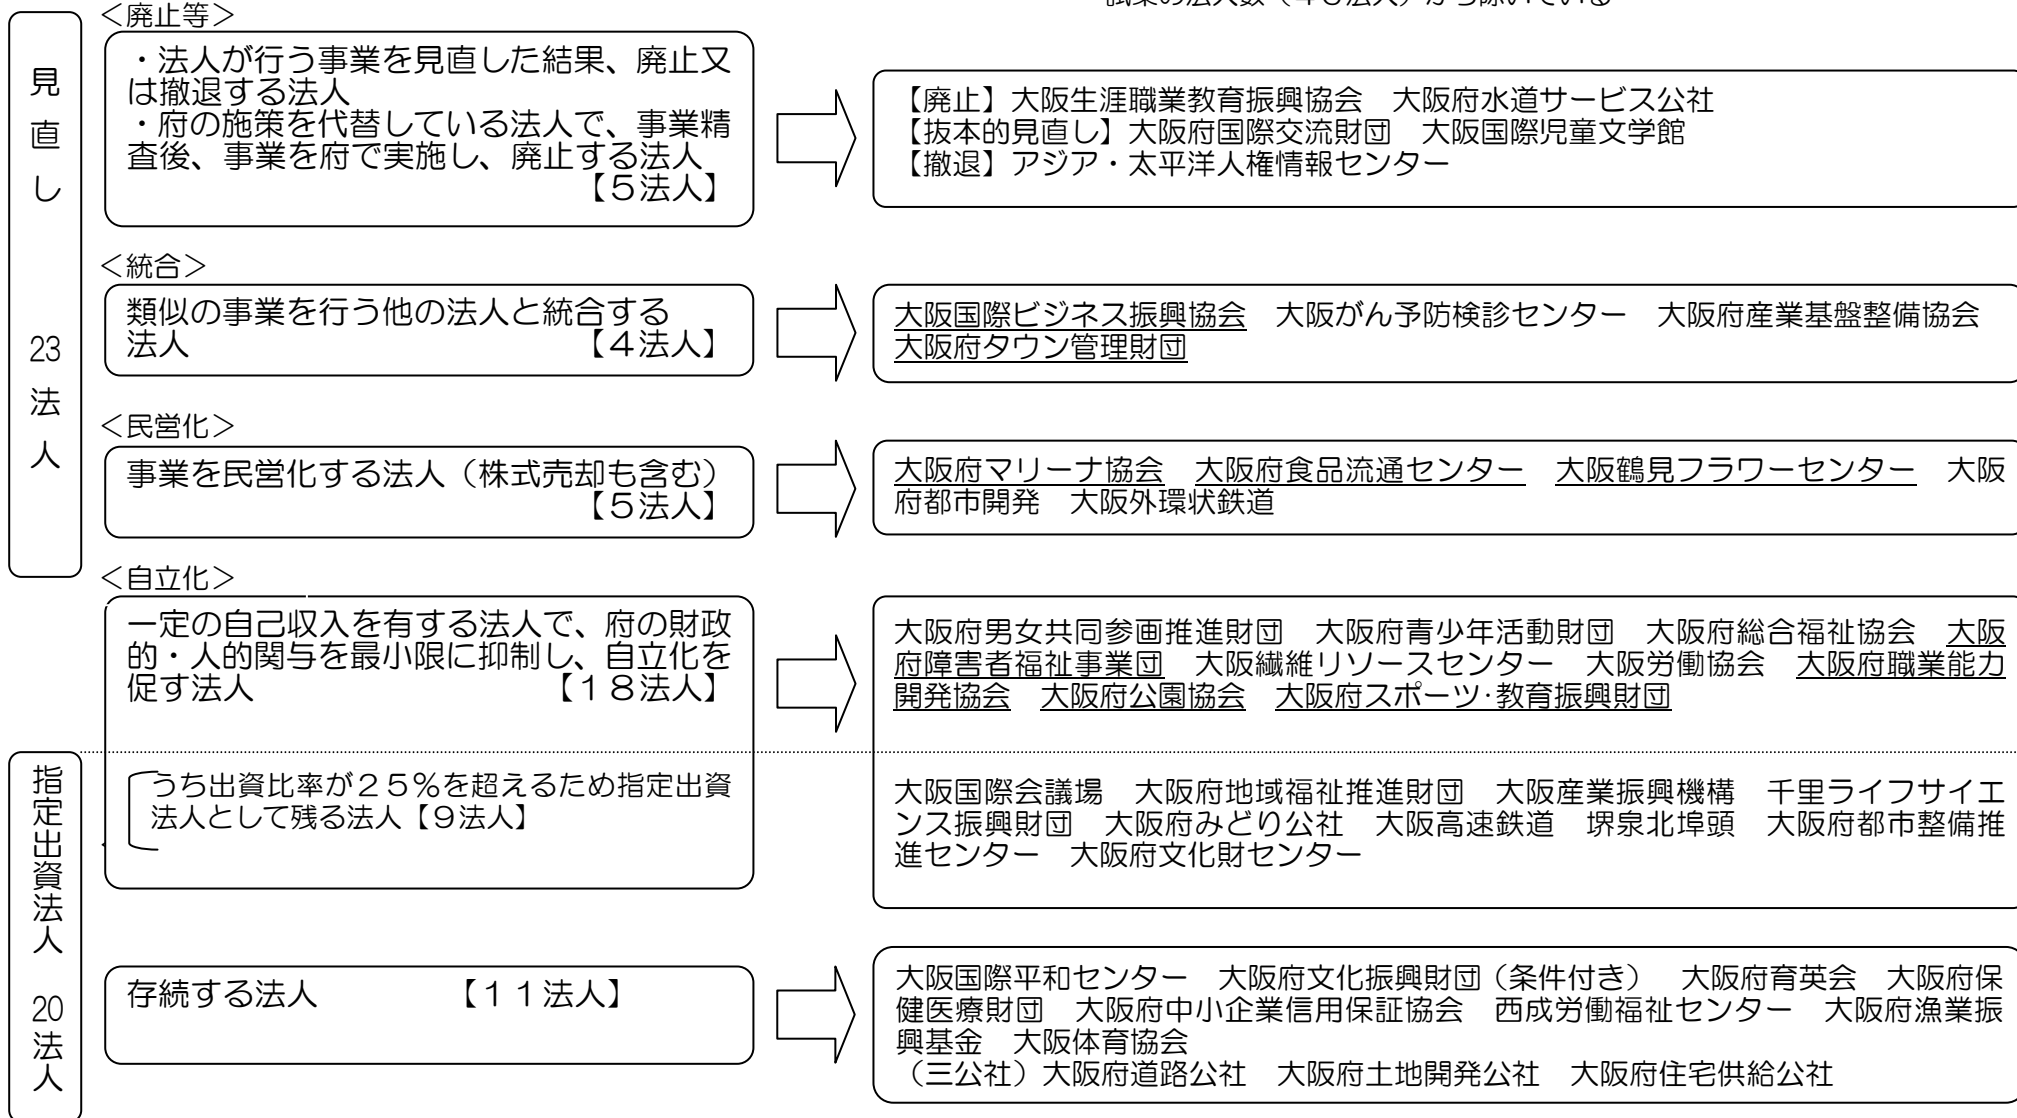 試案の法人数（４３法人）から除いている
＜廃止等＞
・法人が行う事業を見直した結果、廃止又
は撤退する法人
・府の施策を代替している法人で、事業精
査後、事業を府で実施し、廃止する法人
【５法人】
【廃止】大阪生涯職業教育振興協会　大阪府水道サービス公社
【抜本的見直し】大阪府国際交流財団　大阪国際児童文学館
【撤退】アジア・太平洋人権情報センター
見直し　23法人
＜統合＞
類似の事業を行う他の法人と統合する
法人　【４法人】
大阪国際ビジネス振興協会　大阪がん予防検診センター　大阪府産業基盤整備協会
大阪府タウン管理財団
＜民営化＞
事業を民営化する法人（株式売却も含む）
【５法人】
大阪府マリーナ協会　大阪府食品流通センター　大阪鶴見フラワーセンター　大阪
府都市開発　大阪外環状鉄道
＜自立化＞
一定の自己収入を有する法人で、府の財政
的・人的関与を最小限に抑制し、自立化を
促す法人　【１８法人】
大阪府男女共同参画推進財団　大阪府青少年活動財団　大阪府総合福祉協会　大阪
府障害者福祉事業団　大阪繊維リソースセンター　大阪労働協会　大阪府職業能力
開発協会　大阪府公園協会　大阪府スポーツ・教育振興財団
指定出資法人　20法人
うち出資比率が２５％を超えるため指定出資
法人として残る法人【９法人】
大阪国際会議場　大阪府地域福祉推進財団　大阪産業振興機構　千里ライフサイエ
ンス振興財団　大阪府みどり公社　大阪高速鉄道　堺泉北埠頭　大阪府都市整備推
進センター　大阪府文化財センター
存続する法人　【１１法人】
大阪国際平和センター　大阪府文化振興財団（条件付き）　大阪府育英会　大阪府保
健医療財団　大阪府中小企業信用保証協会　西成労働福祉センター　大阪府漁業振
興基金　大阪体育協会
（三公社）大阪府道路公社　大阪府土地開発公社　大阪府住宅供給公社